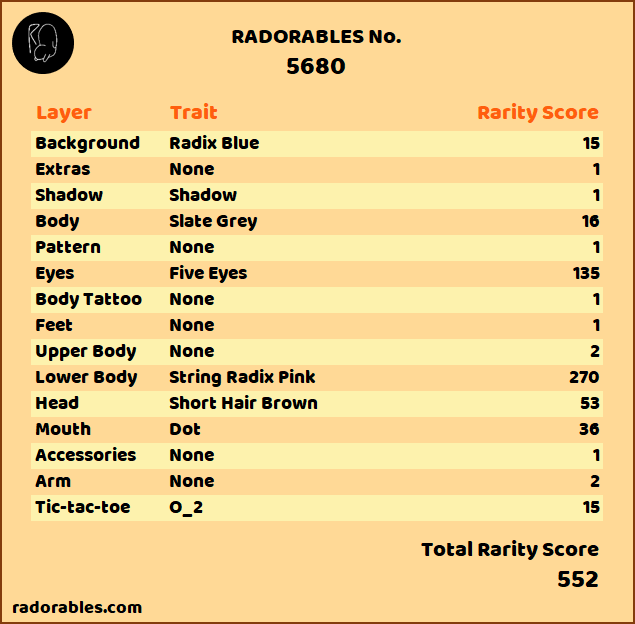 RADORABLES No.
5680
Layer Trait Rarity Score
Background Radix Blue 15
Extras None 1
Shadow Shadow 1
Body Slate Grey 16
Pattern None 1
Eyes Five Eyes 135
Body Tattoo None 1
Feet None 1
Upper Body None 2
Lower Body String Radix Pink 270
Head Short Hair Brown 53
Mouth Dot 36
Accessories None 1
Arm None 2
Tic-tac-toe O_2 15
Total Rarity Score
552
radorables.com